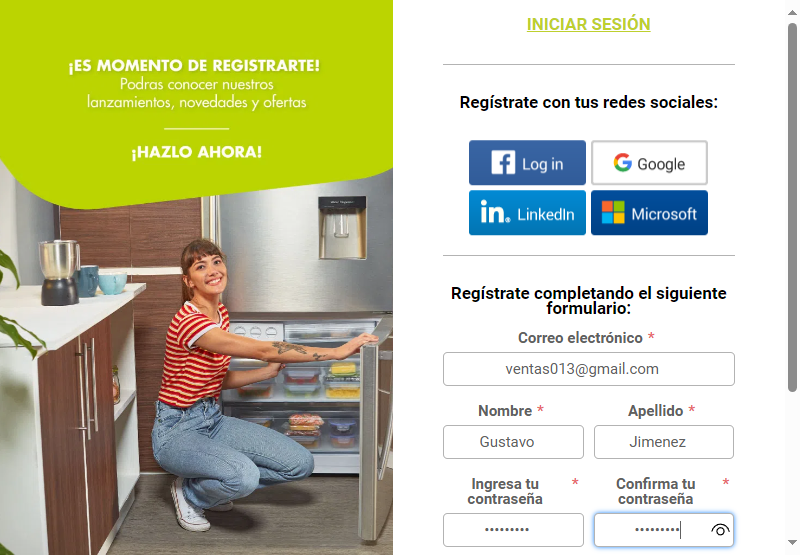 ¡ES MOMENTO DE REGISTRARTE!
Podras conocer nuestros
lanzamientos, novedades y ofertas
¡HAZLO AHORA!
INICIAR SESIÓN
Regístrate con tus redes sociales:
Log in
Google
LinkedIn
Microsoft
Regístrate completando el siguiente
formulario:
Correo electrónico *
ventas013@gmail.com
Nombre * Apellido *
Gustavo Jimenez
Ingresa tu
contraseña *
Confirma tu
contraseña *
••••••••• •••••••••